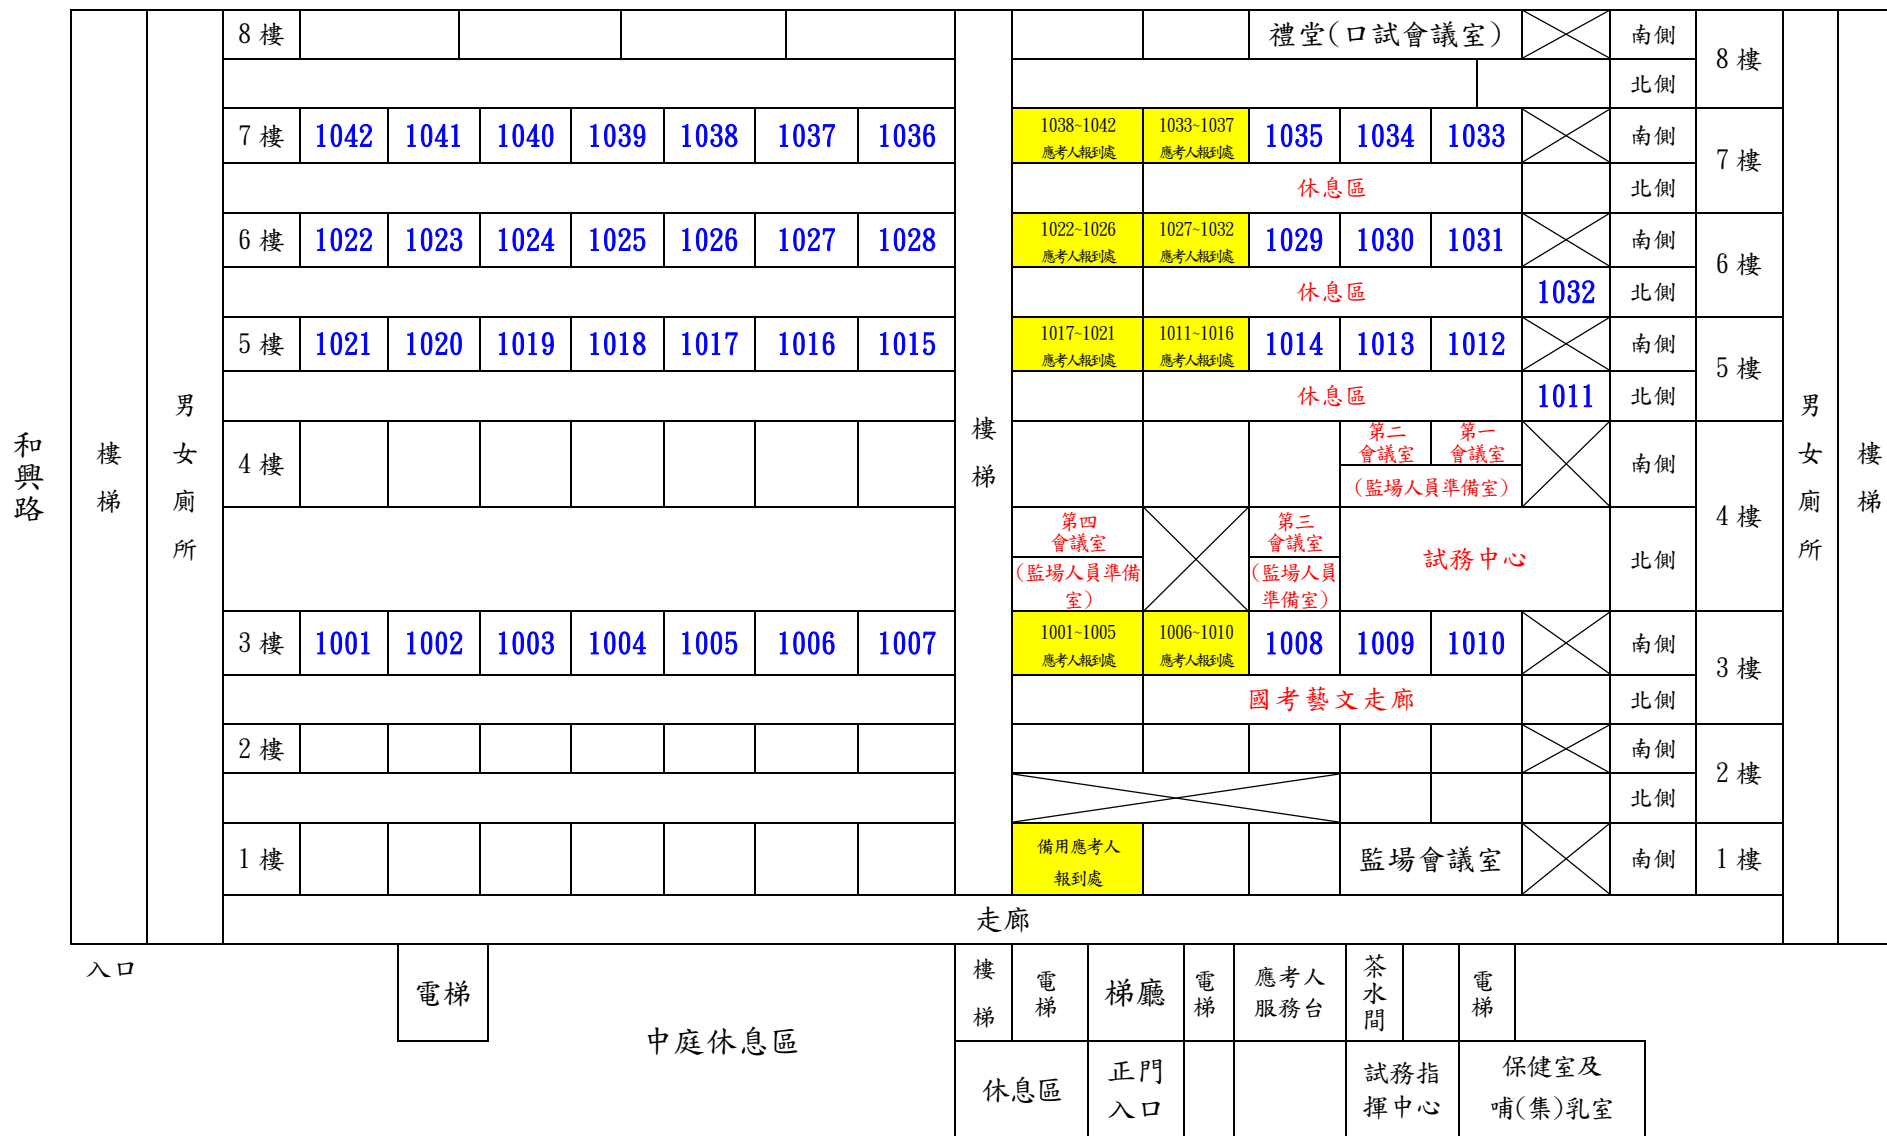 8樓 禮堂(口試會議室) 南側
8樓
北側
7樓 1042 1041 1040 1039 1038 1037 1036 1038~1042 1033~1037 1035 1034 1033 南側
應考人報到處 應考人報到處
7樓
休息區 北側
6樓 1022 1023 1024 1025 1026 1027 1028 1022~1026 1027~1032 1029 1030 1031 南側
應考人報到處 應考人報到處
6樓
休息區 1032 北側
5樓 1021 1020 1019 1018 1017 1016 1015 1017~1021 1011~1016 1014 1013 1012 南側
應考人報到處 應考人報到處
5樓
休息區 1011 北側
和興路
樓梯
男女廁所
樓梯
男女廁所
樓梯
4樓 第二會議室 第一會議室 南側
(監場人員準備室)
4樓
第四 第三
會議室 會議室
(監場人員準備室) (監場人員準備室) 試務中心 北側
3樓 1001 1002 1003 1004 1005 1006 1007 1001~1005 1006~1010 1008 1009 1010 南側
應考人報到處 應考人報到處
3樓
國考藝文走廊 北側
2樓 南側
2樓
北側
1樓 備用應考人 監場會議室 南側 1樓
報到處
走廊
入口
電梯
中庭休息區
樓梯
電梯
梯廳
電梯
應考人
服務台
茶水間
電梯
休息區
正門
入口
試務指
揮中心
保健室及
哺(集)乳室